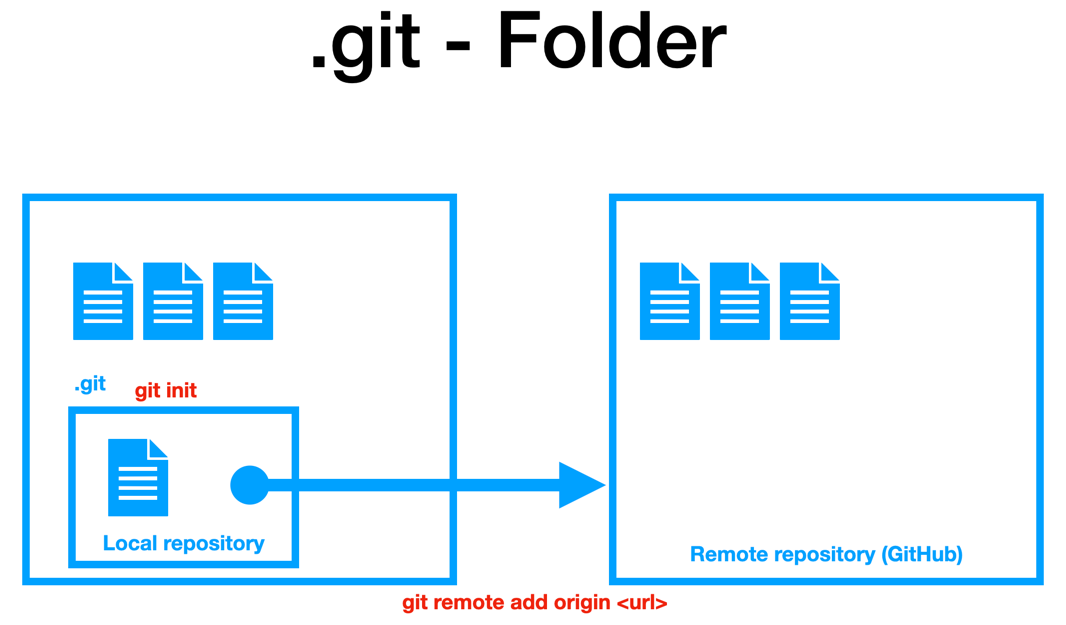 .git - Folder
.git
git init
Local repository
Remote repository (GitHub)
git remote add origin <url>